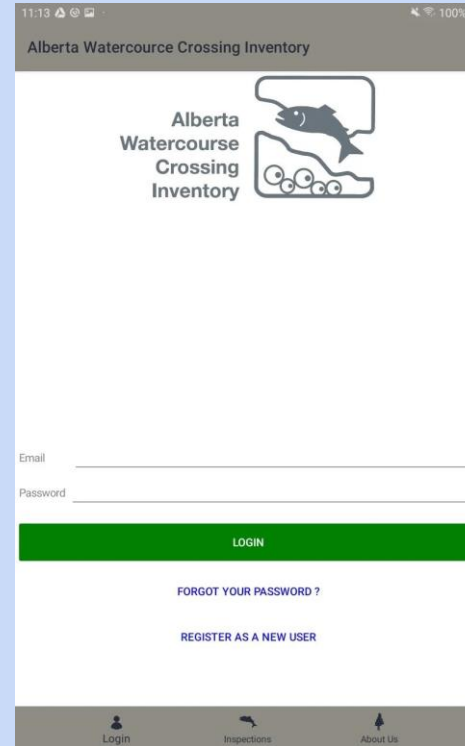 11:13 100%
Alberta Watercource Crossing Inventory
Alberta
Watercourse
Crossing
Inventory
Email
Password
LOGIN
FORGOT YOUR PASSWORD ?
REGISTER AS A NEW USER
Login Inspections About Us